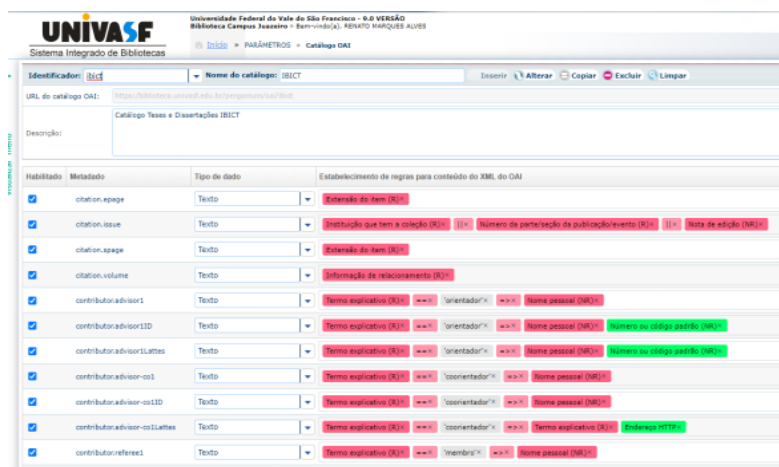 UNIVASF
Sistema Integrado de Bibliotecas
Universidade Federal do Vale do São Francisco - 9.0 VERSÃO
Biblioteca Campus Juazeiro - Bem-vindo(a). RENATO MARQUES ALVES
Início » PARÂMETROS » Catálogo OAI
Identificador: ibict Nome do catálogo: IBICT Inserir Alterar Copiar Excluir Limpar
URL do catálogo OAI: https://biblioteca.univasf.edu.br/pergamum/oai/ibict
Descrição: Catálogo Teses e Dissertações IBICT
Habilitado Metadado Tipo de dado Estabelecimento de regras para conteúdo do XML do OAI
citation.epage Texto Extensão do item (R)×
citation.issue Texto Instituição que tem a coleção (R)× ||× Número da parte/seção da publicação/evento (R)× ||× Nota de edição (NR)×
citation.spage Texto Extensão do item (R)×
citation.volume Texto Informação de relacionamento (R)×
contributor.advisor1 Texto Termo explicativo (R)× ==× 'orientador'× =>× Nome pessoal (NR)×
contributor.advisor1ID Texto Termo explicativo (R)× ==× 'orientador'× =>× Nome pessoal (NR)× Número ou código padrão (NR)×
contributor.advisor1Lattes Texto Termo explicativo (R)× ==× 'orientador'× =>× Nome pessoal (NR)× Número ou código padrão (NR)×
contributor.advisor-co1 Texto Termo explicativo (R)× ==× 'coorientador'× =>× Nome pessoal (NR)×
contributor.advisor-co1ID Texto Termo explicativo (R)× ==× 'coorientador'× =>× Nome pessoal (NR)×
contributor.advisor-co1Lattes Texto Termo explicativo (R)× ==× 'coorientador'× =>× Termo explicativo (R)× Endereço HTTP×
contributor.referee1 Texto Termo explicativo (R)× ==× 'membro'× =>× Nome pessoal (NR)×